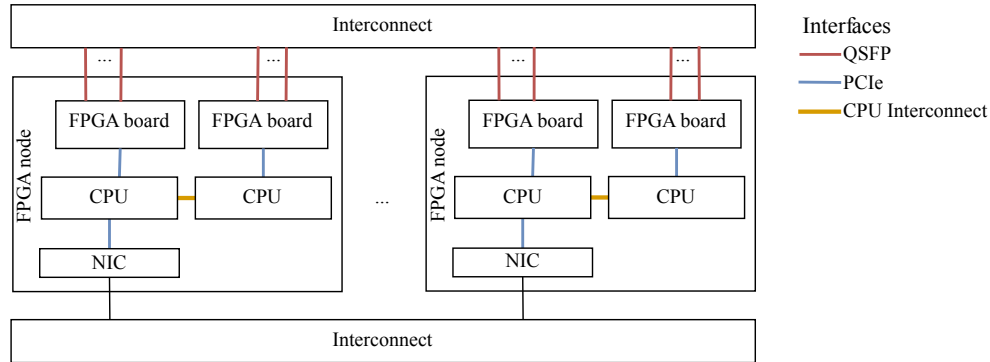 Interconnect
Interfaces
QSFP
PCIe
CPU Interconnect
... ... ... ...
FPGA node
FPGA board FPGA board
CPU CPU
NIC
...
FPGA node
FPGA board FPGA board
CPU CPU
NIC
Interconnect